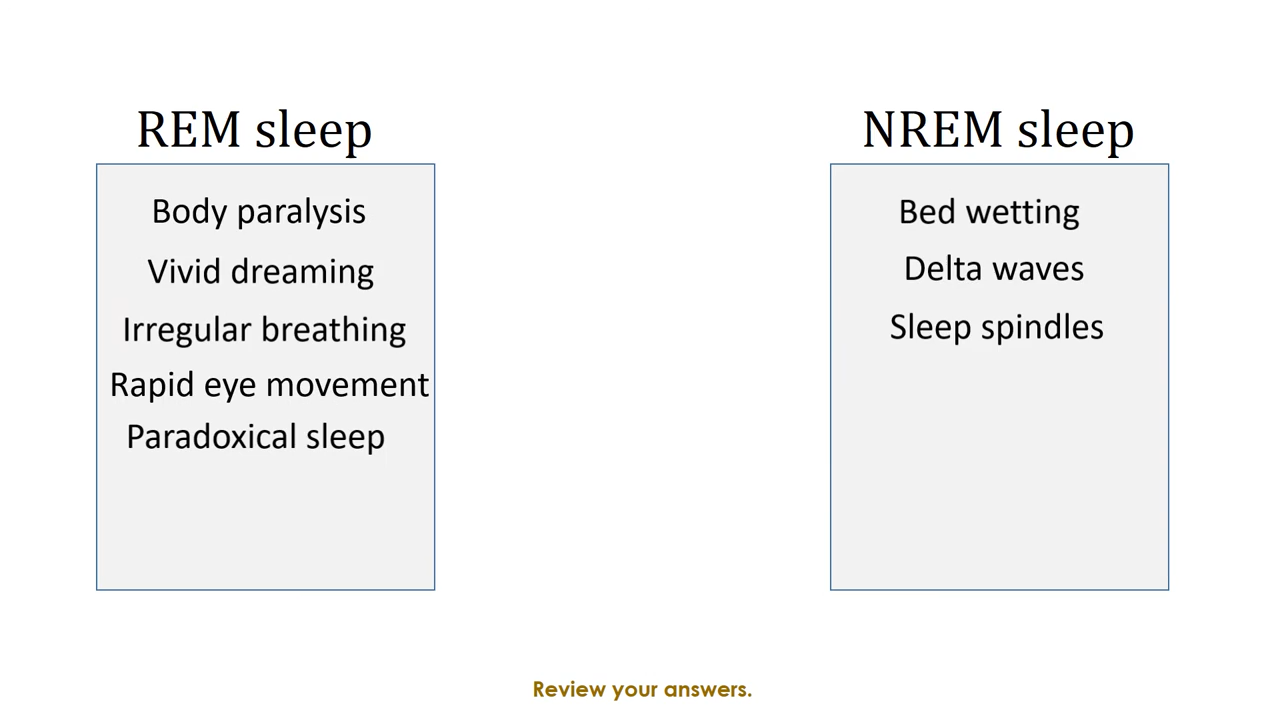 REM sleep
Body paralysis
Vivid dreaming
Irregular breathing
Rapid eye movement
Paradoxical sleep
NREM sleep
Bed wetting
Delta waves
Sleep spindles
Review your answers.